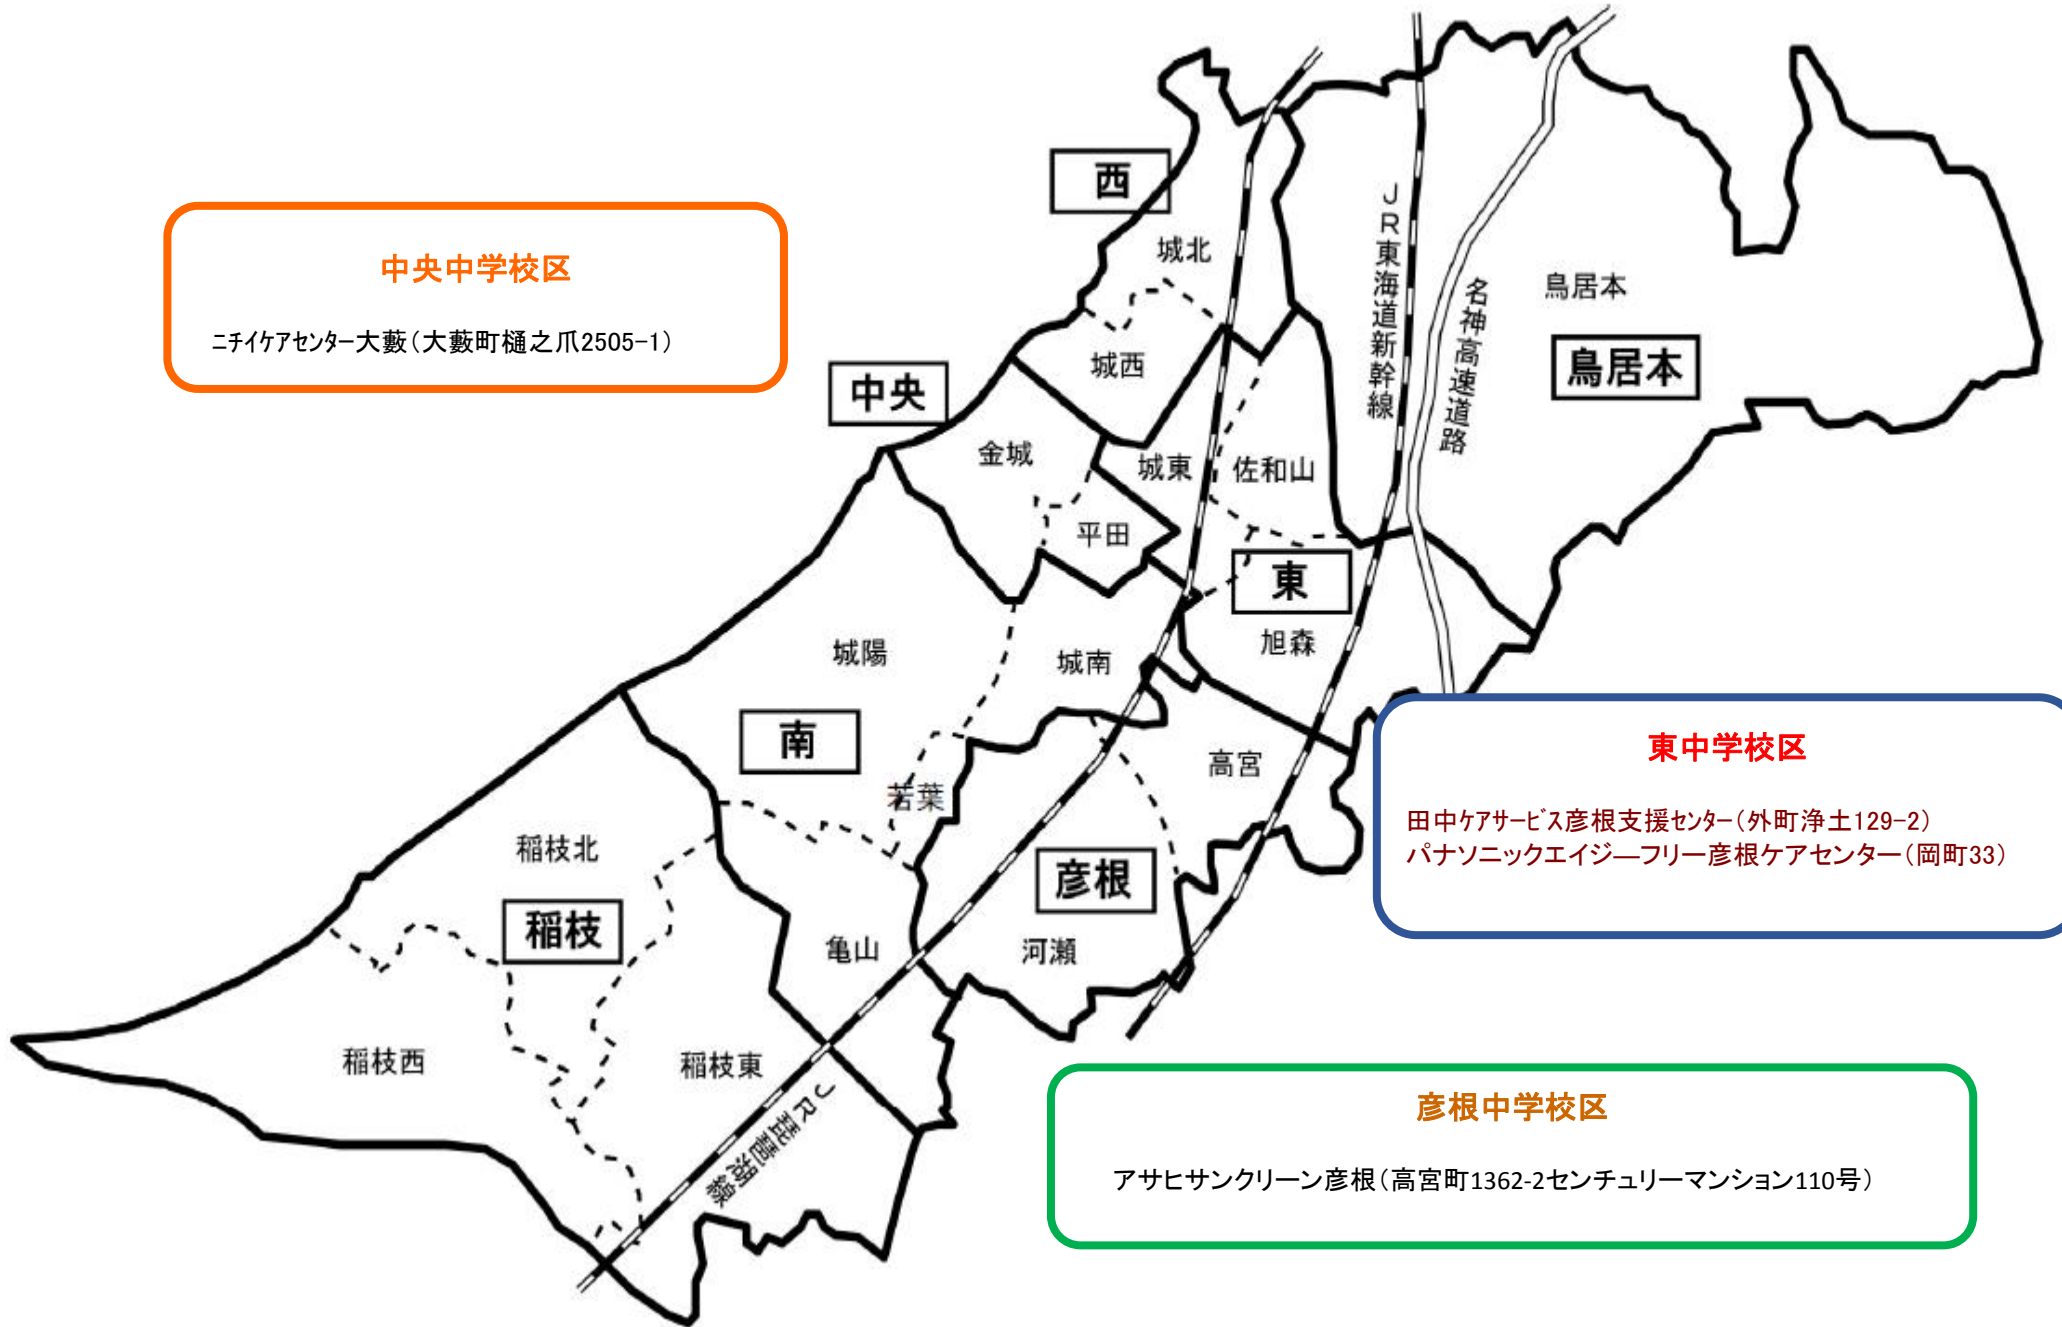 西
城北
中央中学校区
ニチイケアセンター大藪（大藪町樋之爪2505−1）
城西
中央
JR東海道新幹線
名神高速道路
鳥居本
鳥居本
金城
城東
佐和山
平田
東
旭森
城陽
城南
南
若葉
高宮
東中学校区
田中ケアサービス彦根支援センター（外町浄土129−2）
パナソニックエイジ―フリー彦根ケアセンター（岡町33）
稲枝北
稲枝
彦根
亀山
河瀬
稲枝西
稲枝東
JR琵琶湖線
彦根中学校区
アサヒサンクリーン彦根（高宮町1362-2センチュリーマンション110号）